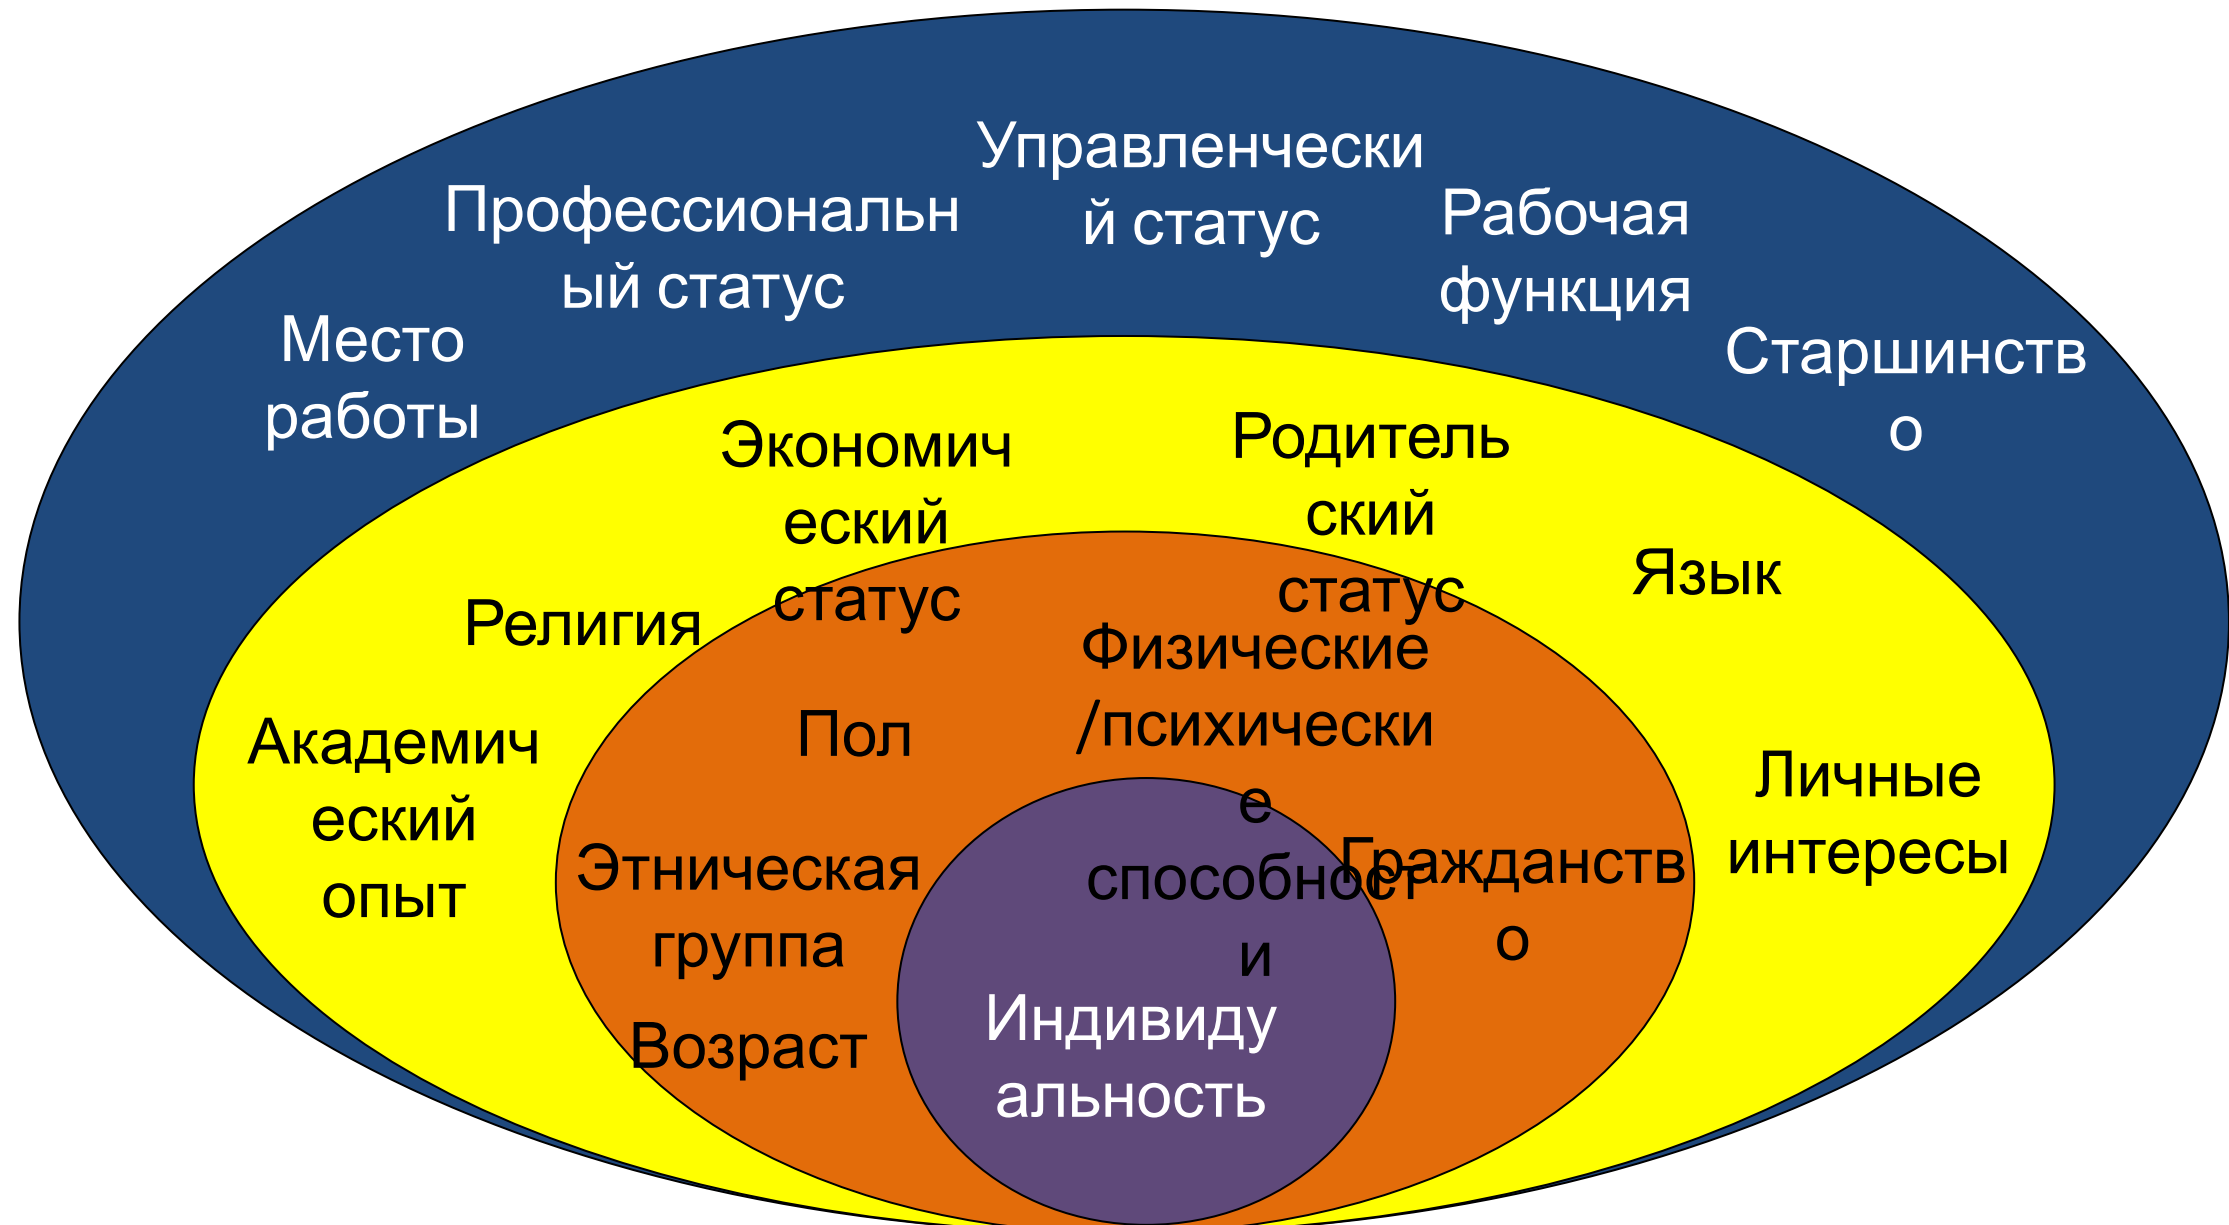 Управленчески
й статус
Профессиональн
ый статус
Рабочая
функция
Место
работы
Старшинств
о
Экономич
еский
статус
Родитель
ский
статус
Язык
Религия
Академич
еский
опыт
Личные
интересы
Физические
/психически
е
способност
и
Пол
Гражданств
о
Этническая
группа
Возраст
Индивиду
альность